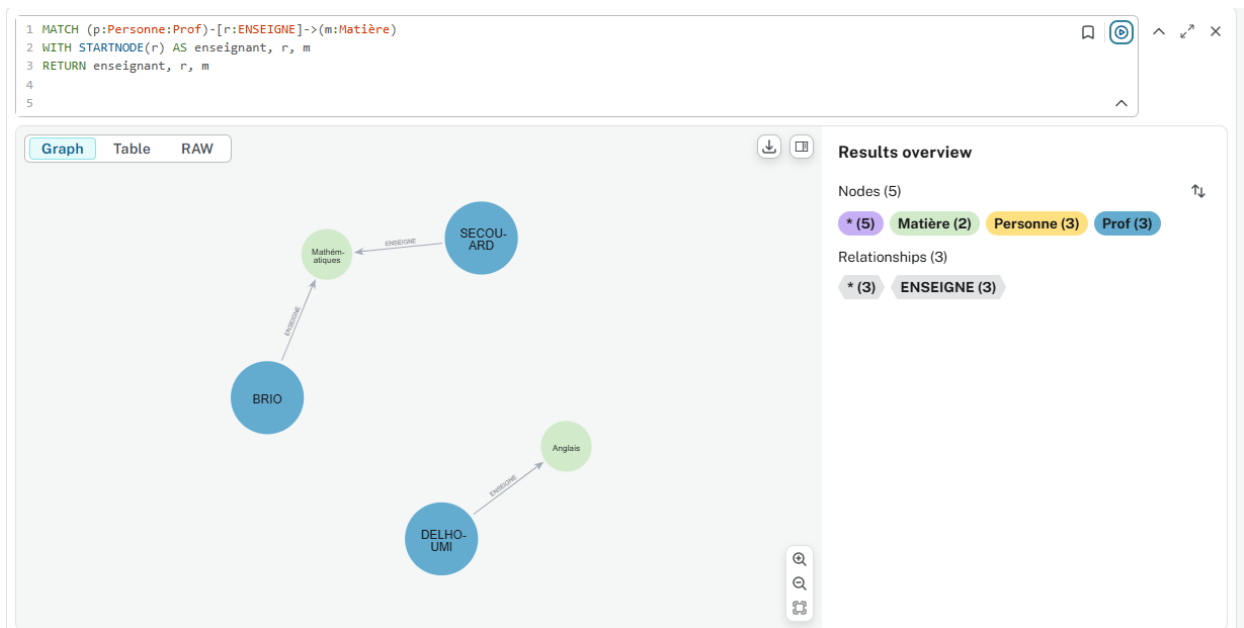 1 MATCH (p:Personne:Prof)-[r:ENSEIGNE]->(m:Matière)
2 WITH STARTNODE(r) AS enseignant, r, m
3 RETURN enseignant, r, m
4
5
Graph Table RAW
Results overview
Nodes (5)
* (5) Matière (2) Personne (3) Prof (3)
Relationships (3)
* (3) ENSEIGNE (3)
SECOU-
ARD
ENSEIGNE
Mathém-
atiques
ENSEIGNE
BRIO
Anglais
ENSEIGNE
DELHO-
UMI